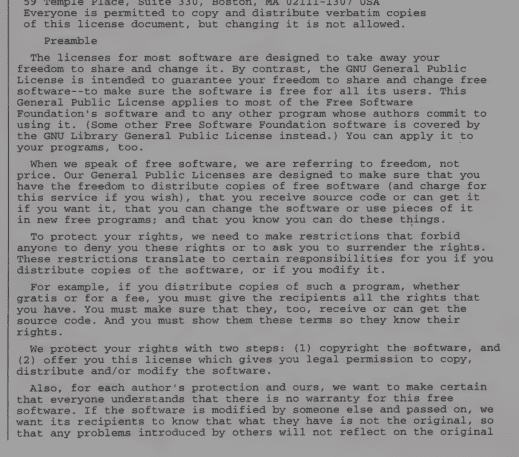 59 Temple Place, Suite 330, Boston, MA 02111-1307 USA
Everyone is permitted to copy and distribute verbatim copies
of this license document, but changing it is not allowed.
Preamble
The licenses for most software are designed to take away your
freedom to share and change it. By contrast, the GNU General Public
License is intended to guarantee your freedom to share and change free
software--to make sure the software is free for all its users. This
General Public License applies to most of the Free Software
Foundation's software and to any other program whose authors commit to
using it. (Some other Free Software Foundation software is covered by
the GNU Library General Public License instead.) You can apply it to
your programs, too.
When we speak of free software, we are referring to freedom, not
price. Our General Public Licenses are designed to make sure that you
have the freedom to distribute copies of free software (and charge for
this service if you wish), that you receive source code or can get it
if you want it, that you can change the software or use pieces of it
in new free programs; and that you know you can do these things.
To protect your rights, we need to make restrictions that forbid
anyone to deny you these rights or to ask you to surrender the rights.
These restrictions translate to certain responsibilities for you if you
distribute copies of the software, or if you modify it.
For example, if you distribute copies of such a program, whether
gratis or for a fee, you must give the recipients all the rights that
you have. You must make sure that they, too, receive or can get the
source code. And you must show them these terms so they know their
rights.
We protect your rights with two steps: (1) copyright the software, and
(2) offer you this license which gives you legal permission to copy,
distribute and/or modify the software.
Also, for each author's protection and ours, we want to make certain
that everyone understands that there is no warranty for this free
software. If the software is modified by someone else and passed on, we
want its recipients to know that what they have is not the original, so
that any problems introduced by others will not reflect on the original